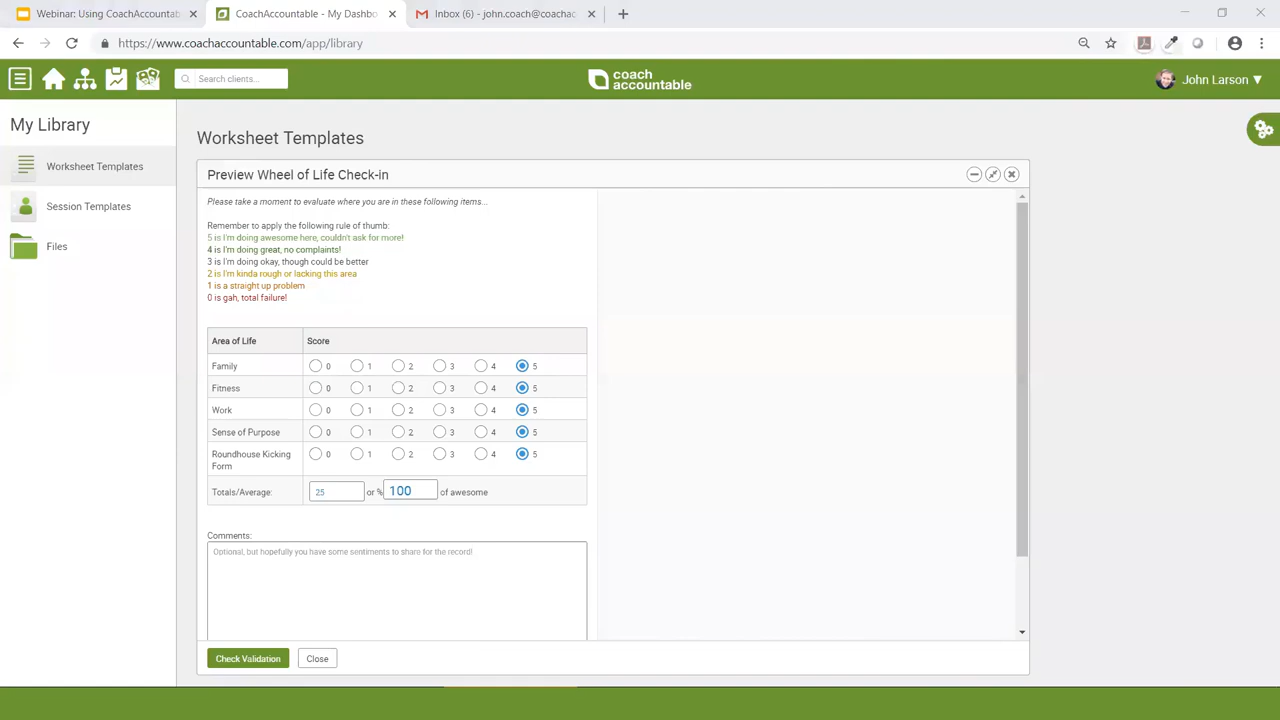 Webinar: Using CoachAccountab
CoachAccountable - My Dashbo
Inbox (6) - john.coach@coachac
https://www.coachaccountable.com/app/library
Search clients...
coach
accountable
John Larson ▼
My Library
Worksheet Templates
Session Templates
Files
Worksheet Templates
Preview Wheel of Life Check-in
Please take a moment to evaluate where you are in these following items...
Remember to apply the following rule of thumb:
5 is I'm doing awesome here, couldn't ask for more!
4 is I'm doing great, no complaints!
3 is I'm doing okay, though could be better
2 is I'm kinda rough or lacking this area
1 is a straight up problem
0 is gah, total failure!
Area of Life Score
Family 0 1 2 3 4 5
Fitness 0 1 2 3 4 5
Work 0 1 2 3 4 5
Sense of Purpose 0 1 2 3 4 5
Roundhouse Kicking 0 1 2 3 4 5
Form
Totals/Average: 25 or % 100 of awesome
Comments:
Optional, but hopefully you have some sentiments to share for the record!
Check Validation Close